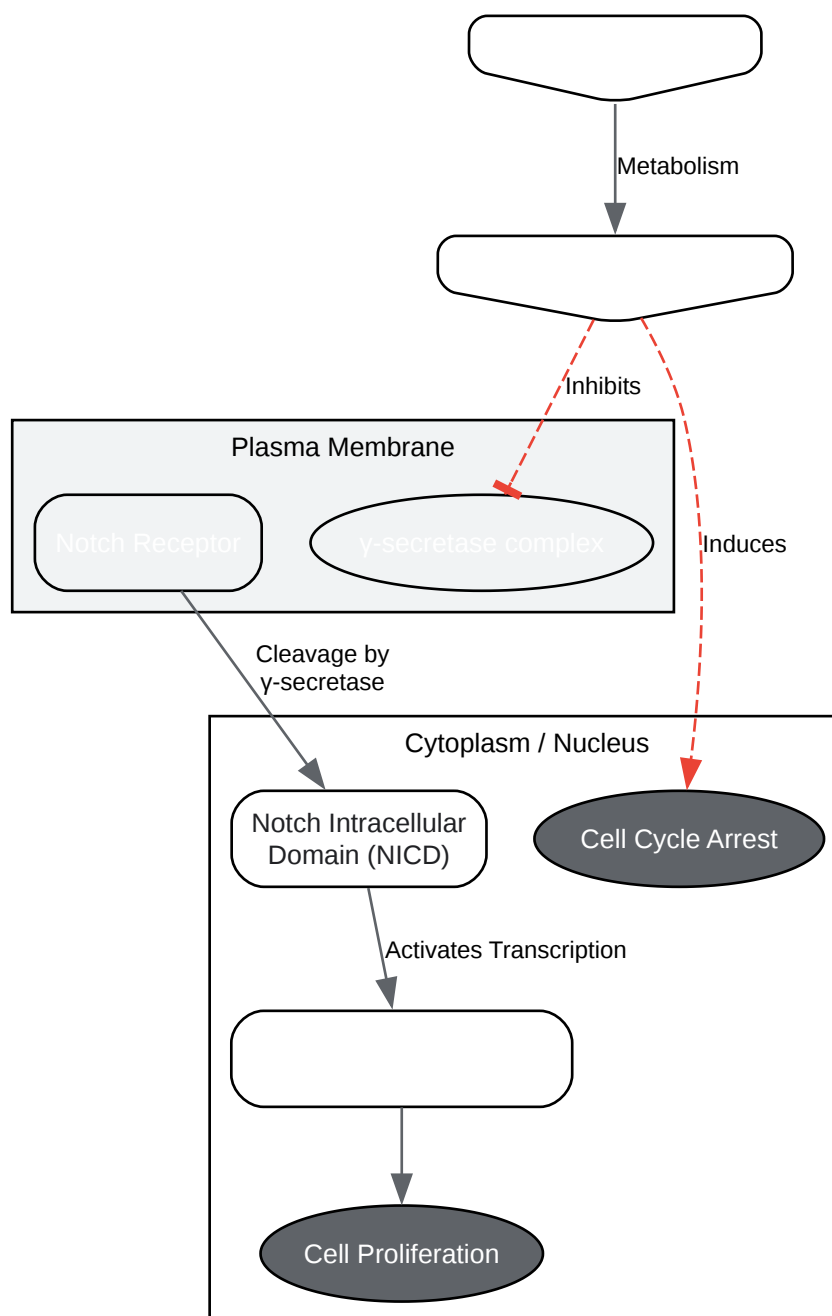 Metabolism
Inhibits
Plasma Membrane
Notch Receptor
γ-secretase complex
Induces
Cleavage by
γ-secretase
Cytoplasm / Nucleus
Notch Intracellular
Domain (NICD)
Cell Cycle Arrest
Activates Transcription
Cell Proliferation